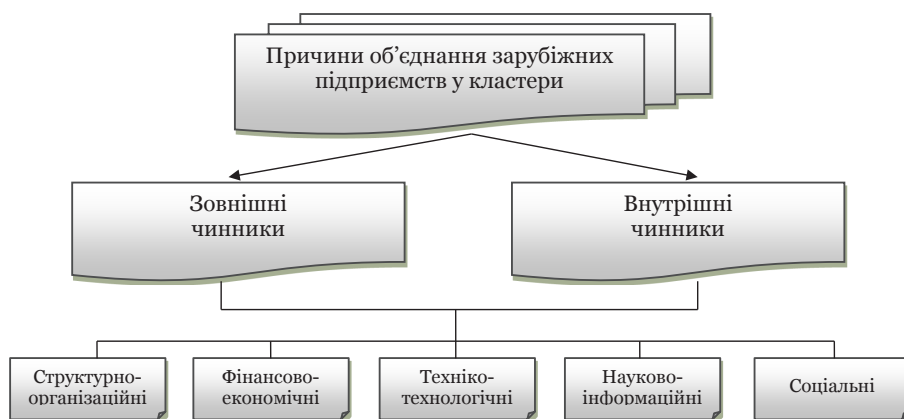 Причини об’єднання зарубіжних
підприємств у кластери
Зовнішні
чинники
Внутрішні
чинники
Структурно-
організаційні
Фінансово-
економічні
Техніко-
технологічні
Науково-
інформаційні
Соціальні